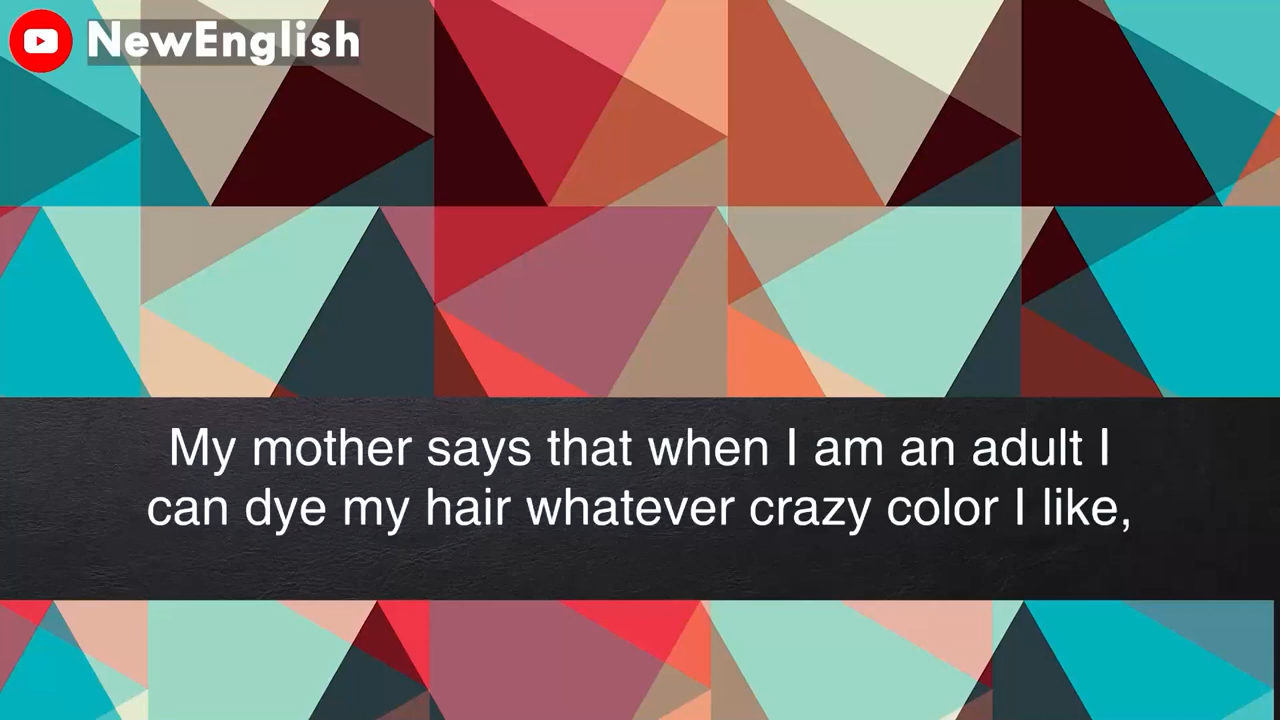 NewEnglish
My mother says that when I am an adult I
can dye my hair whatever crazy color I like,